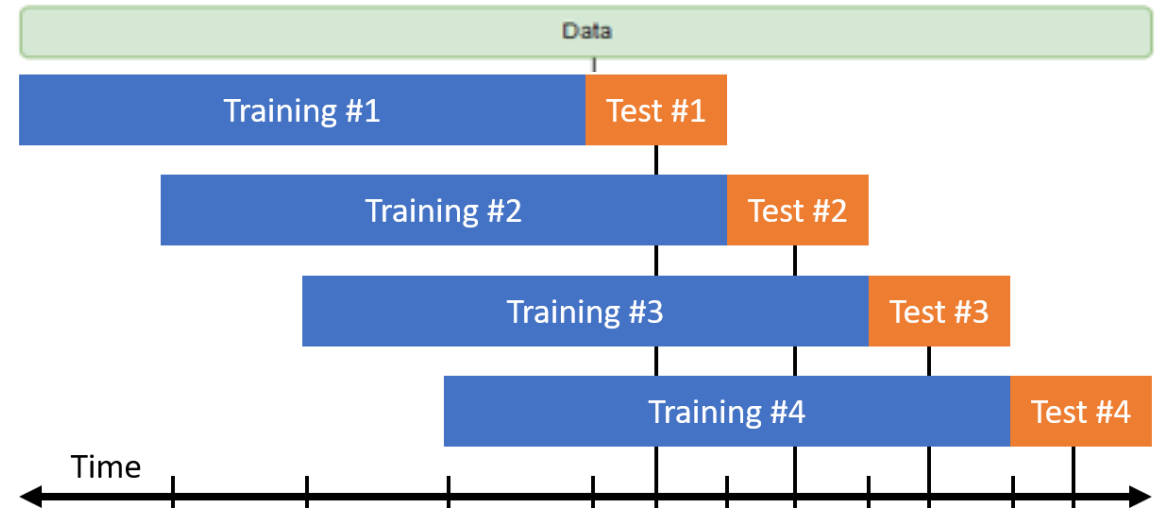 Data
Training #1
Test #1
Training #2
Test #2
Training #3
Test #3
Training #4
Test #4
Time